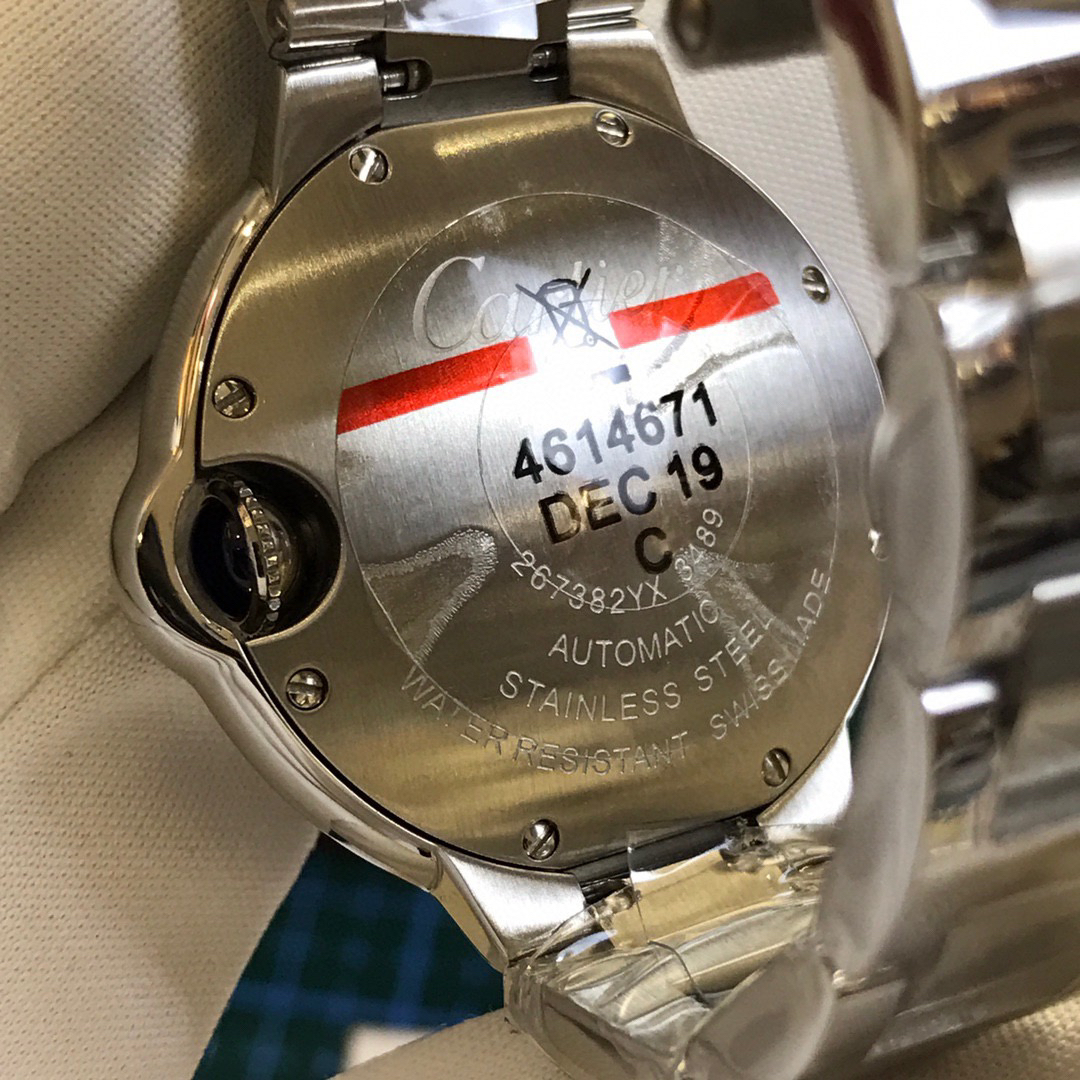 Cartier
4614671
DEC 19
C
267382YX 3489
AUTOMATIC
STAINLESS STEEL
WATER RESISTANT SWISS MADE